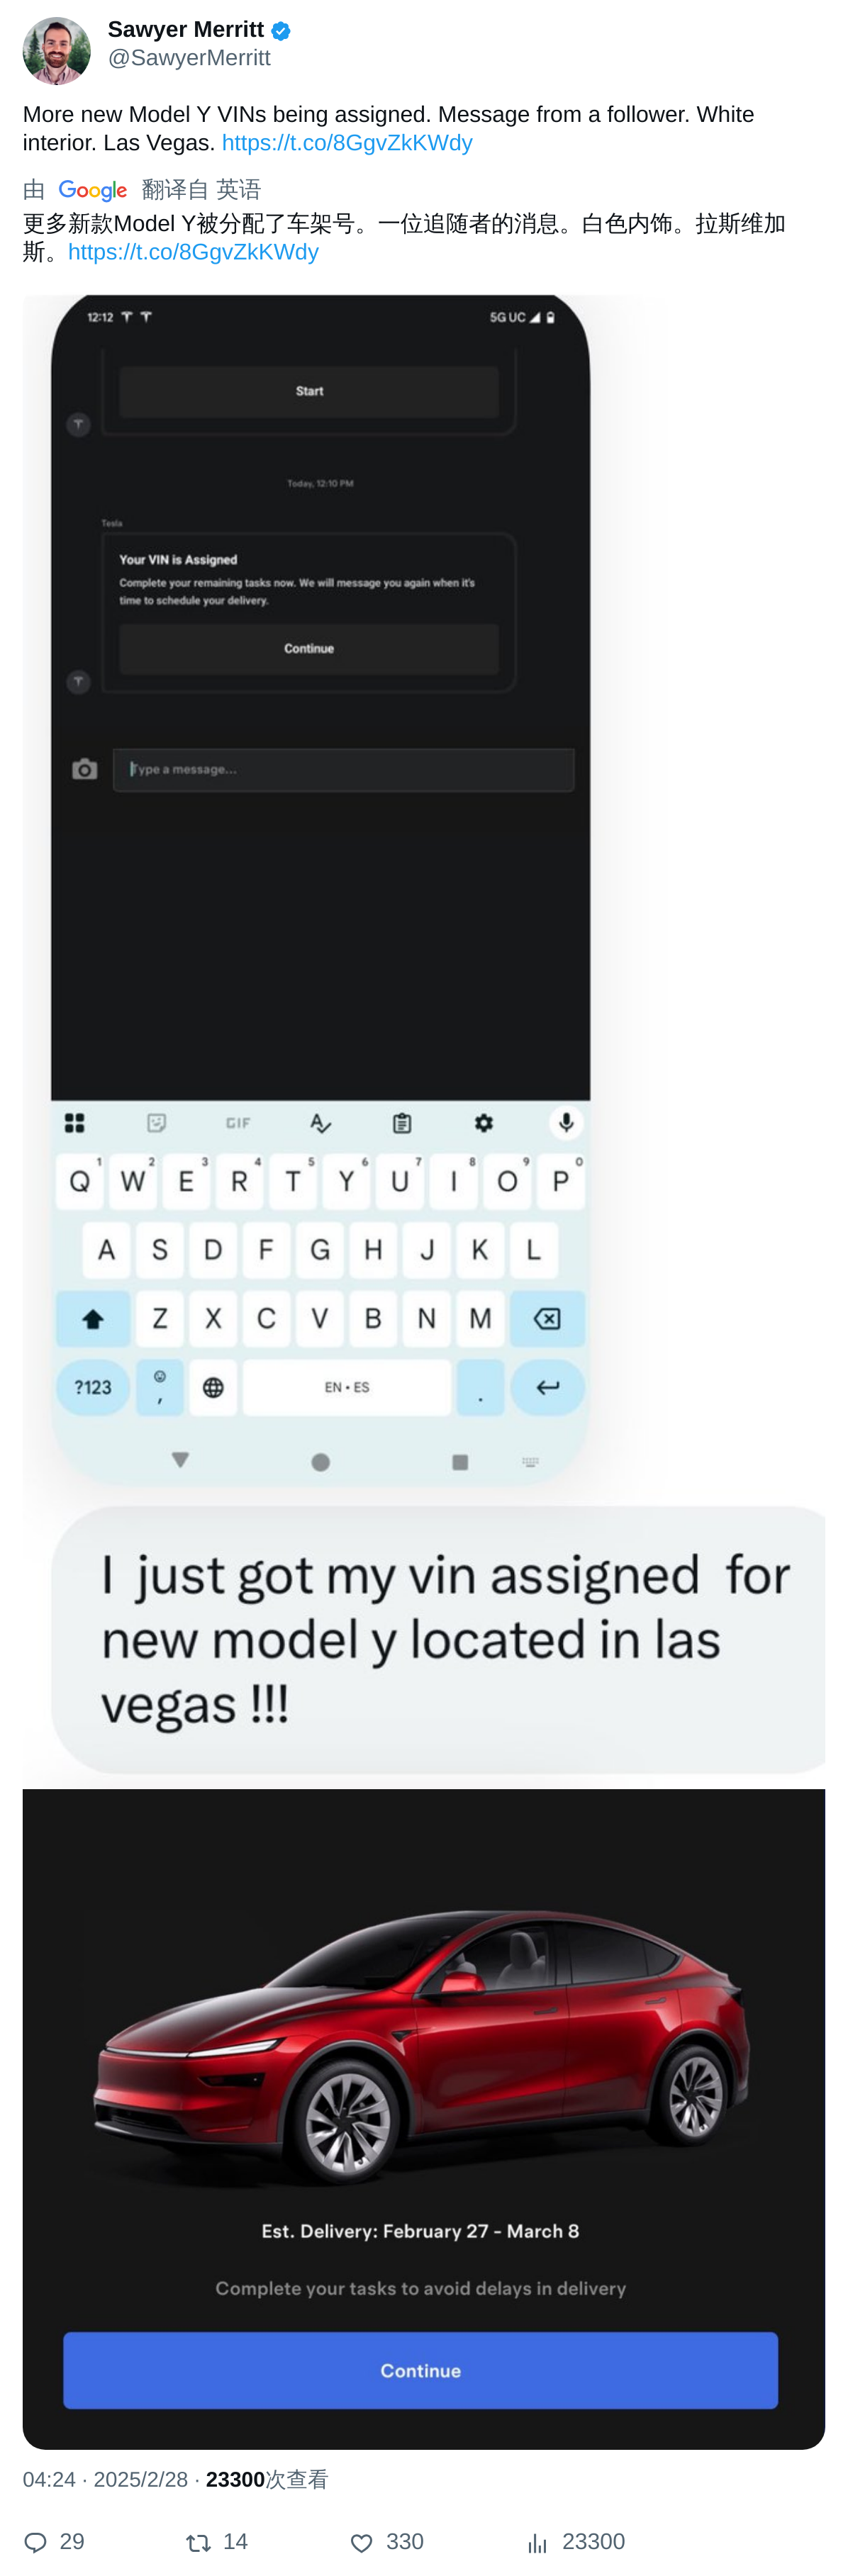 Sawyer Merritt
@SawyerMerritt
More new Model Y VINs being assigned. Message from a follower. White
interior. Las Vegas. https://t.co/8GgvZkKWdy
由 Google 翻译自 英语
更多新款Model Y被分配了车架号。一位追随者的消息。白色内饰。拉斯维加
斯。https://t.co/8GgvZkKWdy
12:12 5G UC
Start
Today, 12:10 PM
Tesla
Your VIN is Assigned
Complete your remaining tasks now. We will message you again when it's
time to schedule your delivery.
Continue
Type a message...
GIF
1 2 3 4 5 6 7 8 9 0
Q W E R T Y U I O P
A S D F G H J K L
Z X C V B N M
?123 , EN • ES .
I just got my vin assigned for
new model y located in las
vegas !!!
Est. Delivery: February 27 - March 8
Complete your tasks to avoid delays in delivery
Continue
04:24 · 2025/2/28 · 23300次查看
29 14 330 23300